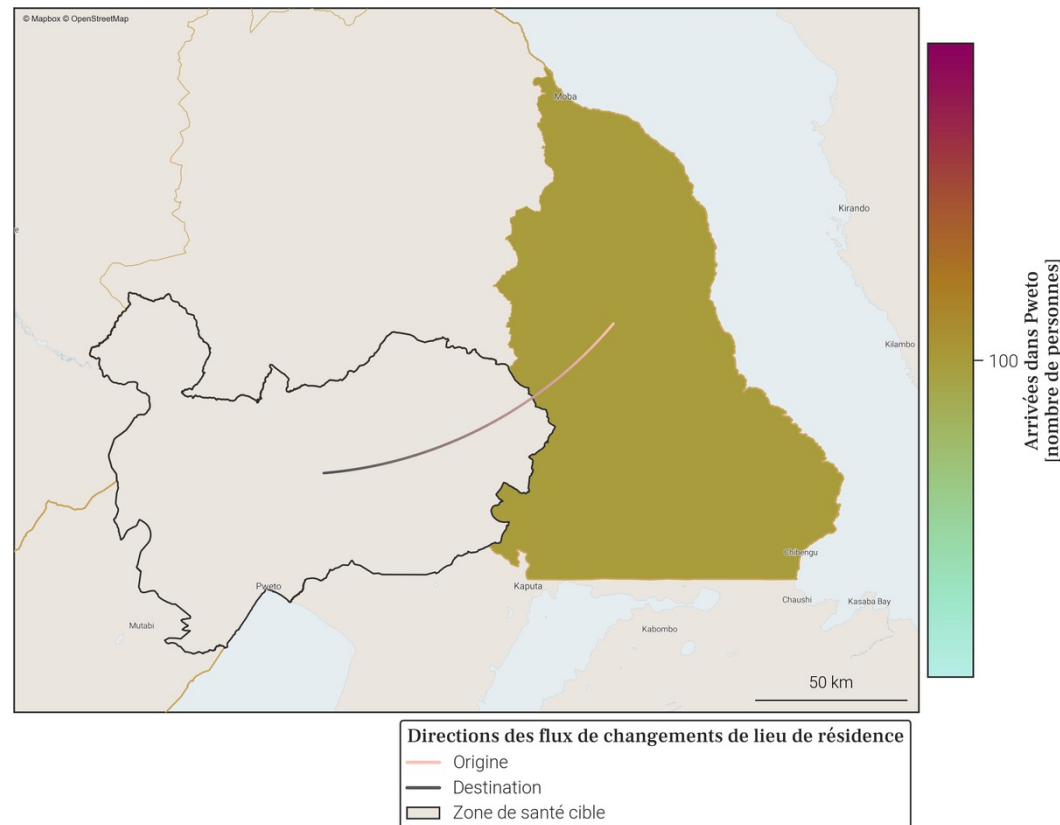 © Mapbox © OpenStreetMap
Moba
Kirando
e
Kilambo
100
Arrivées dans Pweto
[nombre de personnes]
Chibengu
Pweto
Kaputa
Chaushi
Kasaba Bay
Mutabi
Kabombo
50 km
Directions des flux de changements de lieu de résidence
Origine
Destination
Zone de santé cible